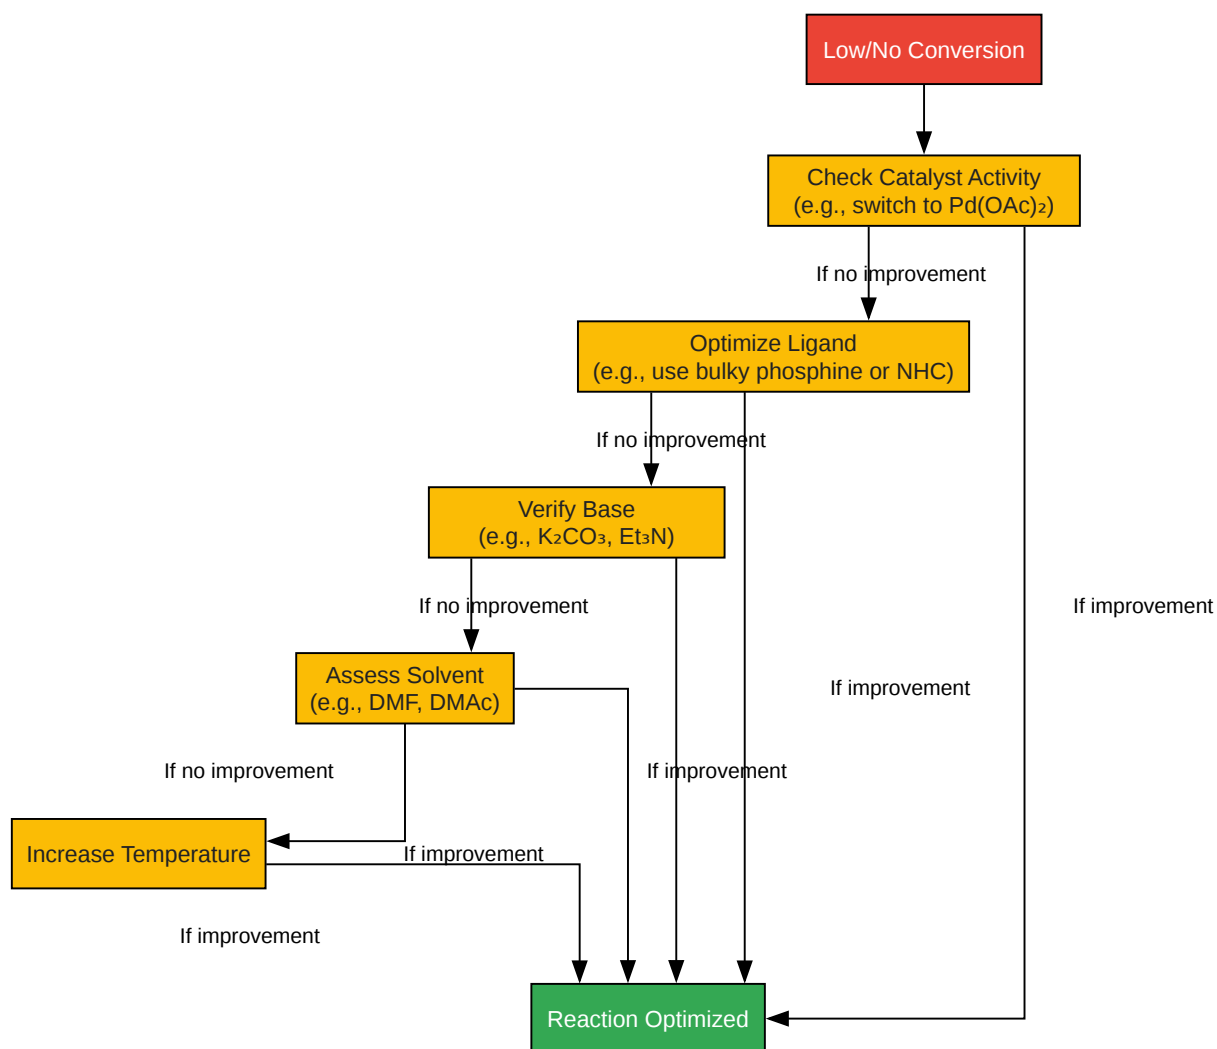 Low/No Conversion
Check Catalyst Activity
(e.g., switch to Pd(OAc)₂)
If no improvement
Optimize Ligand
(e.g., use bulky phosphine or NHC)
If no improvement
Verify Base
(e.g., K₂CO₃, Et₃N)
If no improvement
If improvement
Assess Solvent
(e.g., DMF, DMAc)
If improvement
If no improvement
If improvement
Increase Temperature
If improvement
If improvement
Reaction Optimized